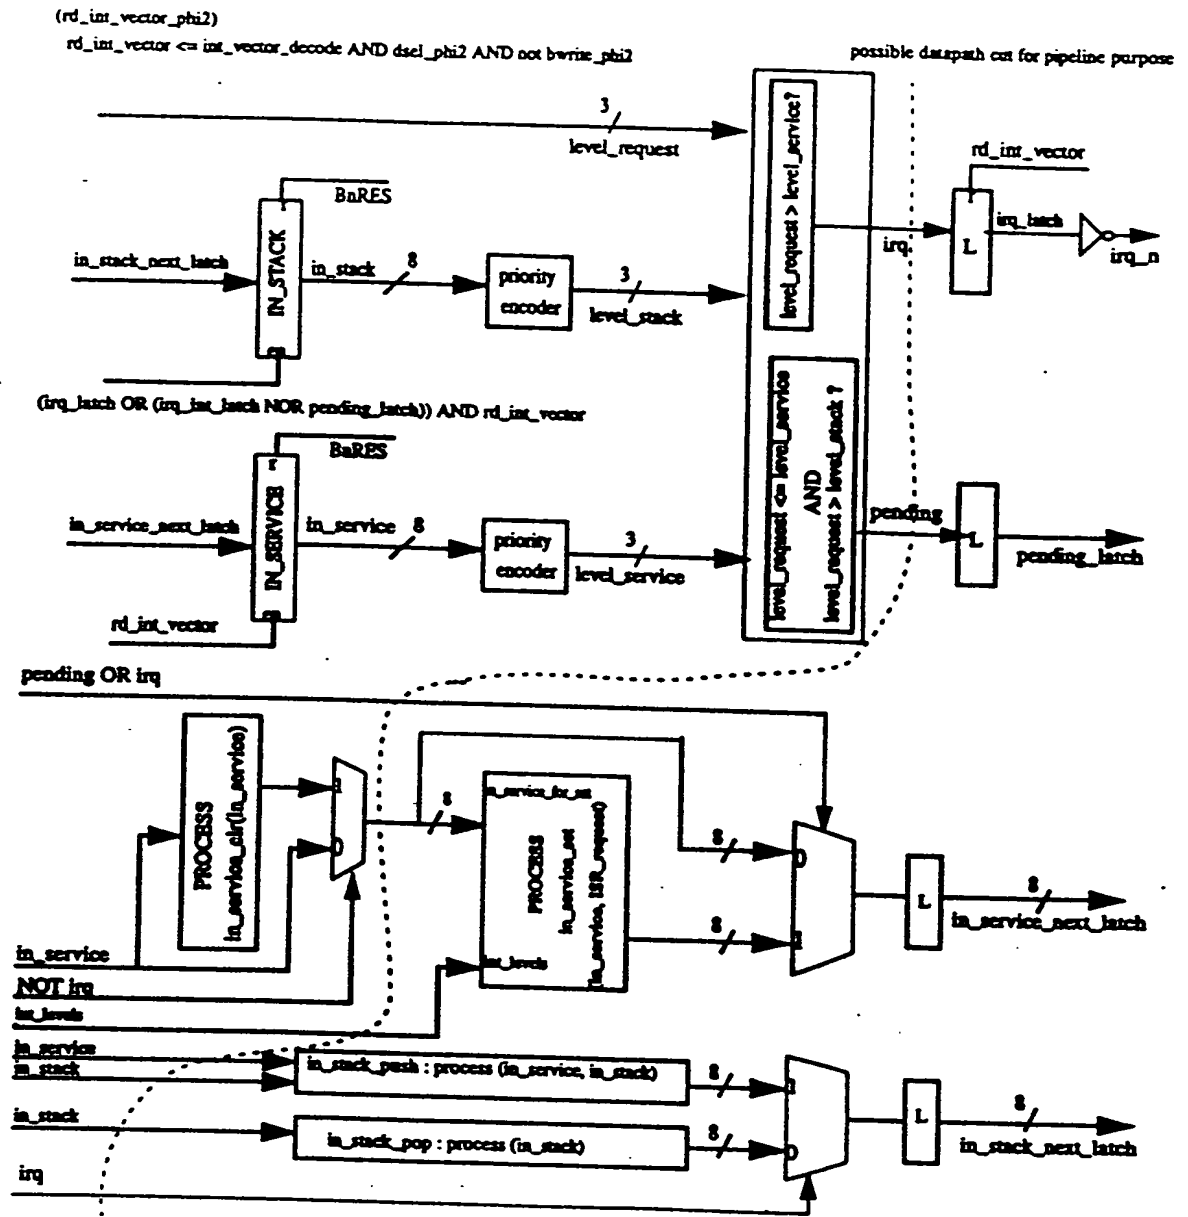 (rd_int_vector_phi2)
rd_int_vector <= int_vector_decode AND dsel_phi2 AND not bwrite_phi2
possible datapath cut for pipeline purpose
3
level_request
BnRES
r
IN_STACK
en
in_stack_next_latch
in_stack
8
priority
encoder
3
level_stack
level_request > level_service?
irq
rd_int_vector
r
L
irq_latch
irq_n
(irq_latch OR (irq_int_latch NOR pending_latch)) AND rd_int_vector
BnRES
r
IN_SERVICE
en
in_service_next_latch
in_service
8
priority
encoder
3
level_service
level_request <= level_service
AND
level_request > level_stack ?
pending
L
pending_latch
rd_int_vector
pending OR irq
PROCESS
in_service_clr(in_service)
1
0
8
in_service_for_set
PROCESS
in_service_set
(in_service, ISR_request)
int_levels
8
8
0
1
L
8
in_service_next_latch
in_service
NOT irq
int_levels
in_service
in_stack
in_stack_push : process (in_service, in_stack)
8
1
in_stack
in_stack_pop : process (in_stack)
8
0
L
8
in_stack_next_latch
irq